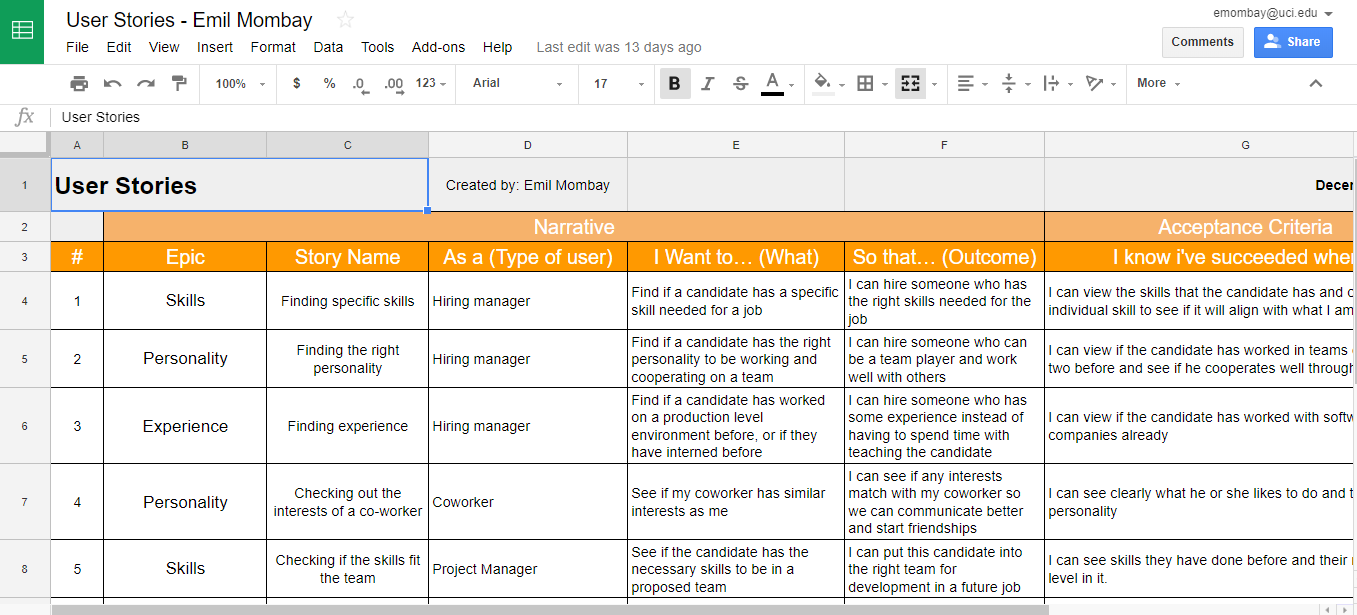 User Stories - Emil Mombay
emombay@uci.edu
File Edit View Insert Format Data Tools Add-ons Help Last edit was 13 days ago
Comments Share
100% $ % .0 .00 123 Arial 17 B I S A More
fx User Stories
A B C D E F G
1 User Stories Created by: Emil Mombay
2 Narrative Acceptance Criteria
3 # Epic Story Name As a (Type of user) I Want to… (What) So that… (Outcome) I know i've succeeded
4 1 Skills Finding specific skills Hiring manager
Find if a candidate has a specific
skill needed for a job
I can hire someone who has
the right skills needed for the
job
I can view the skills that the candidate has and
individual skill to see if it will align with what I am
5 2 Personality
Finding the right
personality
Hiring manager
Find if a candidate has the right
personality to be working and
cooperating on a team
I can hire someone who can
be a team player and work
well with others
I can view if the candidate has worked in teams
two before and see if he cooperates well through
6 3 Experience Finding experience Hiring manager
Find if a candidate has worked
on a production level
environment before, or if they
have interned before
I can hire someone who has
some experience instead of
having to spend time with
teaching the candidate
I can view if the candidate has worked with
companies already
7 4 Personality
Checking out the
interests of a co-worker
Coworker
See if my coworker has similar
interests as me
I can see if any interests
match with my coworker so
we can communicate better
and start friendships
I can see clearly what he or she likes to do and
personality
8 5 Skills
Checking if the skills fit
the team
Project Manager
See if the candidate has the
necessary skills to be in a
proposed team
I can put this candidate into
the right team for
development in a future job
I can see skills they have done before and their
level in it.